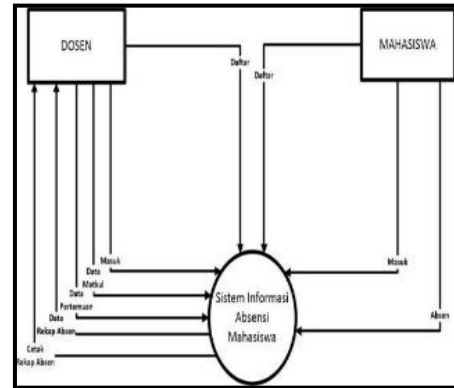 DOSEN
MAHASISWA
Daftar
Daftar
Masuk
Data
Matkul
Data
Pertemuan
Data
Rekap Absen
Cetak
Rekap Absen
Sistem Informasi
Absensi
Mahasiswa
Masuk
Absen